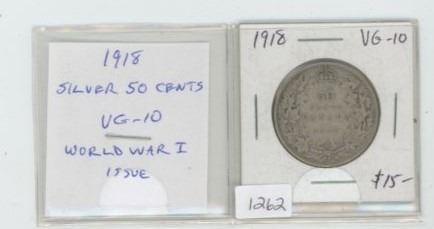 1918
SILVER 50 CENTS
VG-10
WORLD WAR I
ISSUE
1918 VG-10
$15-
1262